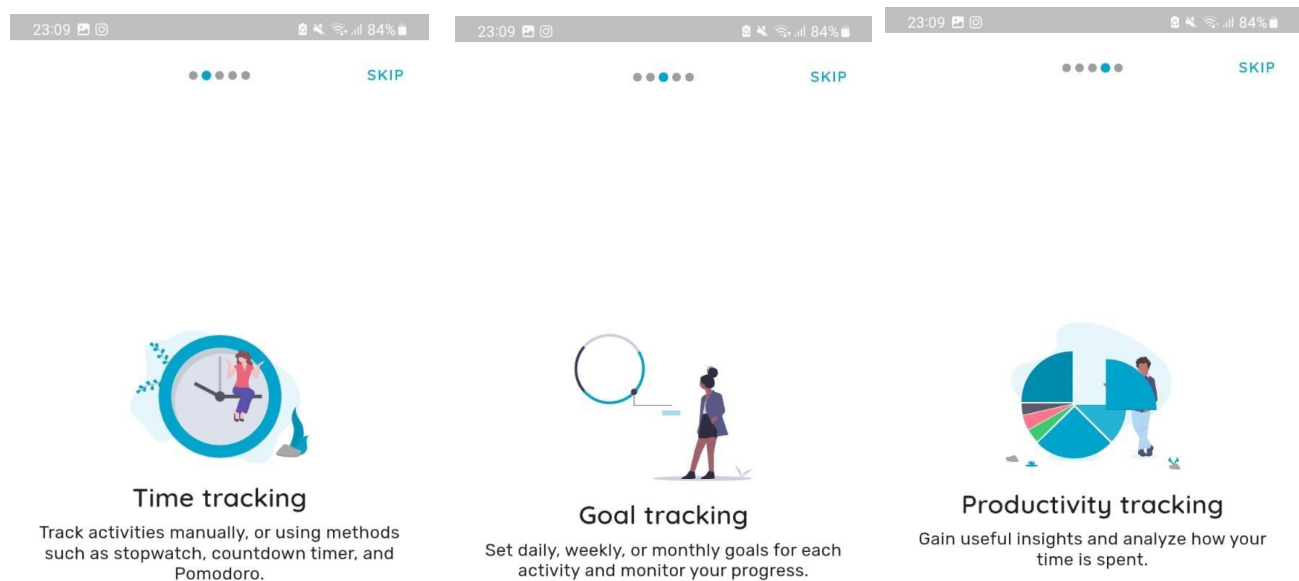 23:09
84%
SKIP
Time tracking
Track activities manually, or using methods
such as stopwatch, countdown timer, and
Pomodoro.
23:09
84%
SKIP
Goal tracking
Set daily, weekly, or monthly goals for each
activity and monitor your progress.
23:09
84%
SKIP
Productivity tracking
Gain useful insights and analyze how your
time is spent.